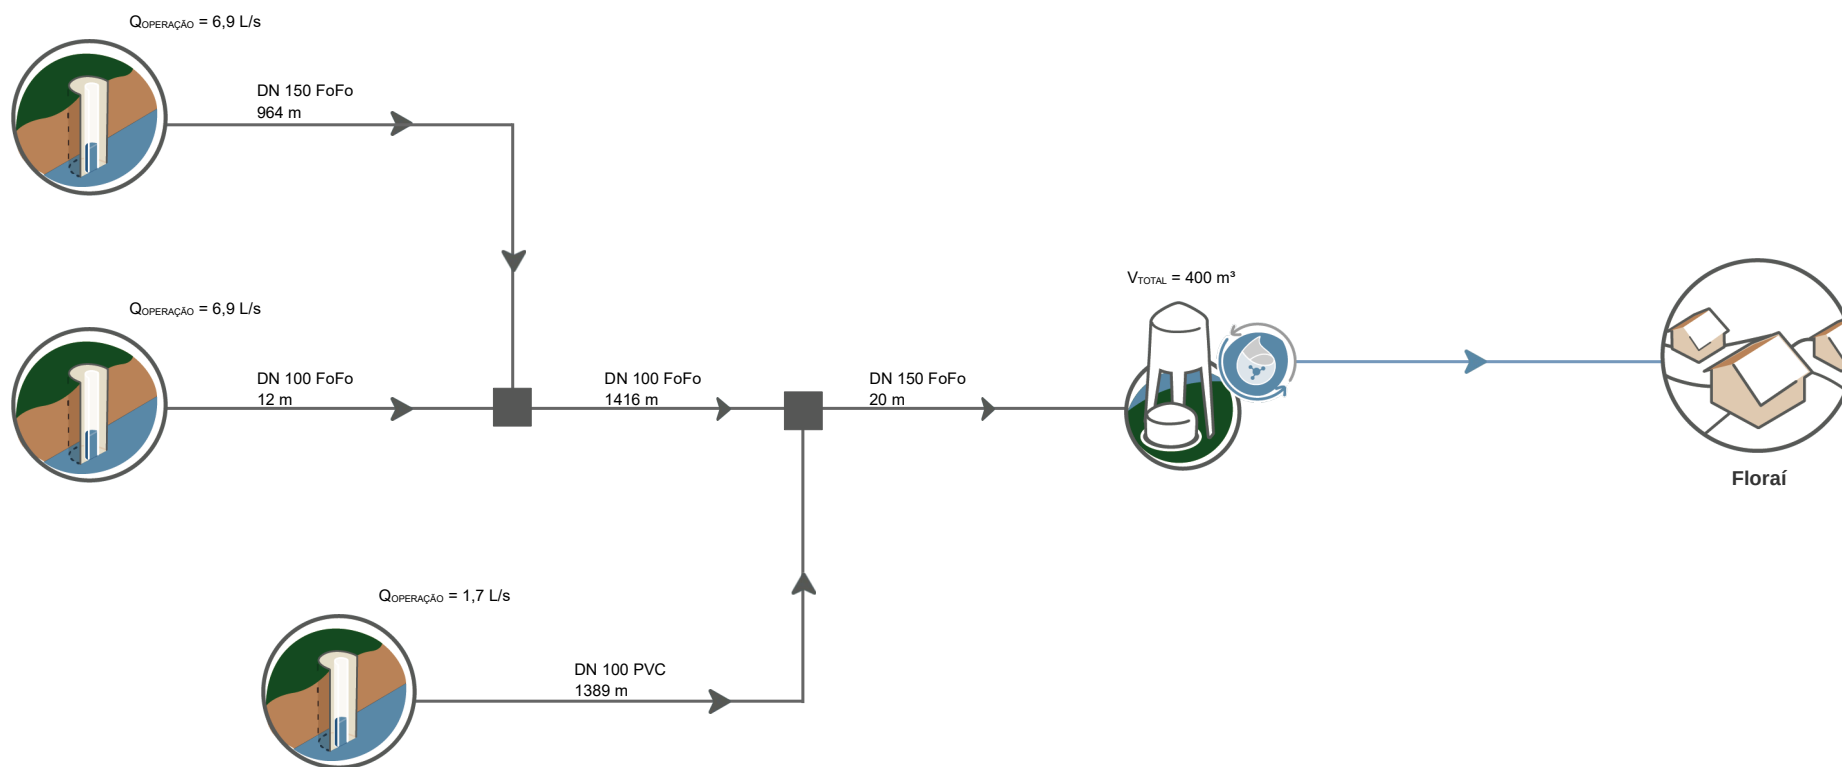 QOPERAÇÃO = 6,9 L/s
DN 150 FoFo
964 m
QOPERAÇÃO = 6,9 L/s
DN 100 FoFo
12 m
DN 100 FoFo
1416 m
DN 150 FoFo
20 m
VTOTAL = 400 m³
Floraí
QOPERAÇÃO = 1,7 L/s
DN 100 PVC
1389 m